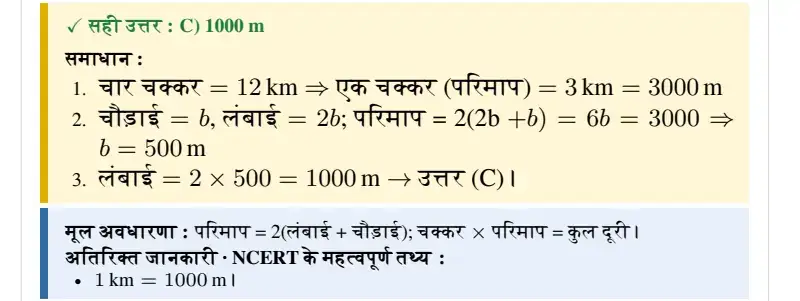 ✓ सही उत्तर : C) 1000 m
समाधान :
1. चार चक्कर = 12 km ⇒ एक चक्कर (परिमाप) = 3 km = 3000 m
2. चौड़ाई = b, लंबाई = 2b; परिमाप = 2(2b +b) = 6b = 3000 ⇒
b = 500 m
3. लंबाई = 2 × 500 = 1000 m → उत्तर (C)।
मूल अवधारणा : परिमाप = 2(लंबाई + चौड़ाई); चक्कर × परिमाप = कुल दूरी।
अतिरिक्त जानकारी · NCERT के महत्वपूर्ण तथ्य :
• 1 km = 1000 m।